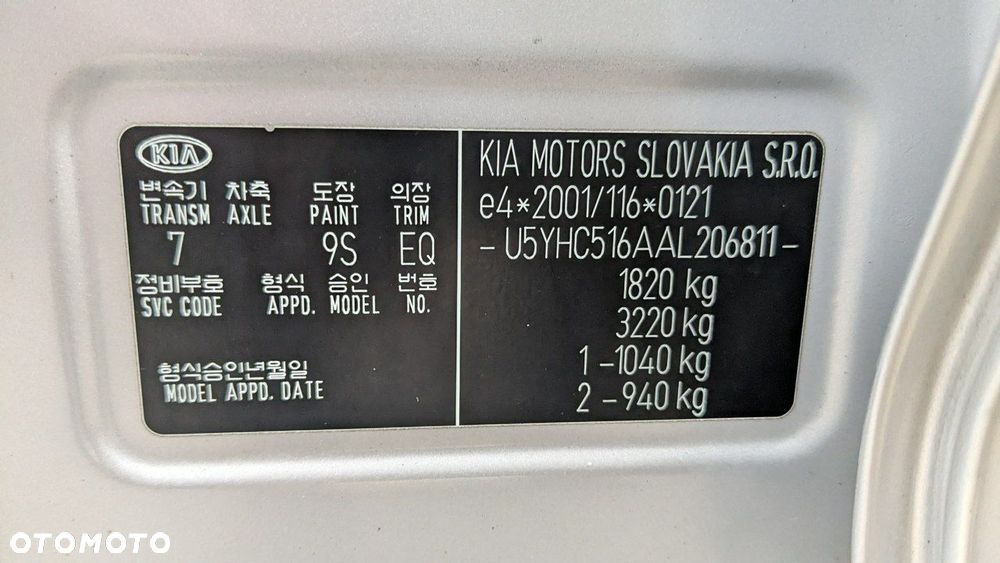 KIA
변속기 차축 도장 의장
TRANSM AXLE PAINT TRIM
7 9S EQ
정비부호 형식 승인 번호
SVC CODE APPD. MODEL NO.
형식승인년월일
MODEL APPD. DATE
KIA MOTORS SLOVAKIA S.R.O.
e4*2001/116*0121
-U5YHC516AAL206811-
1820 kg
3220 kg
1 -1040 kg
2 -940 kg
OTOMOTO